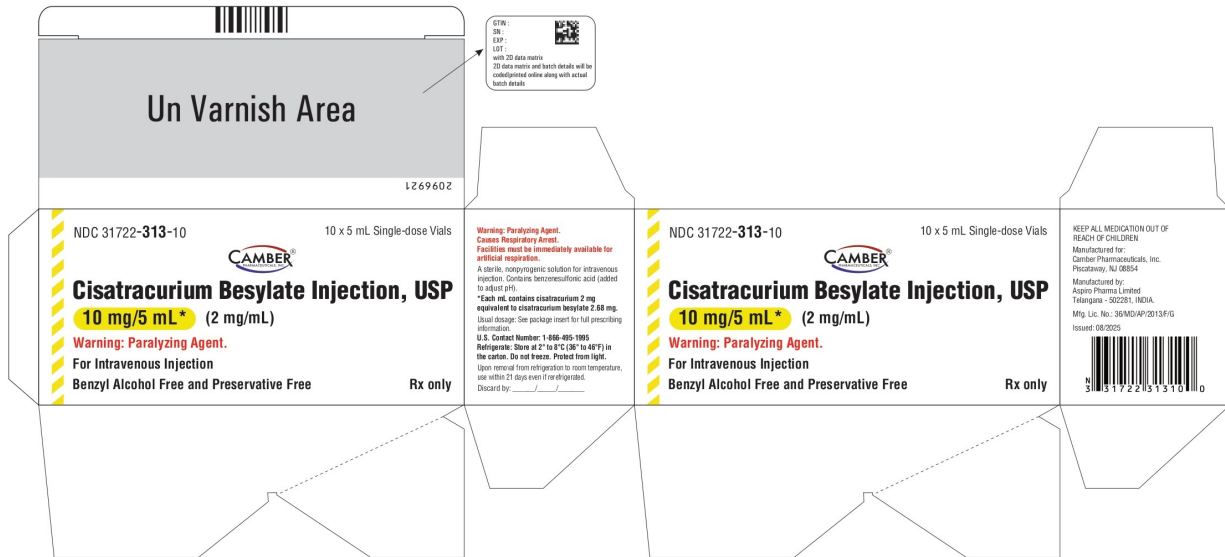 GTIN :
SN :
EXP :
LOT :
with 2D data matrix
2D data matrix and batch details will be
coded/printed online along with actual
batch details
Un Varnish Area
2096921
NDC 31722-313-10
10 x 5 mL Single-dose Vials
CAMBER®
PHARMACEUTICALS, INC.
Cisatracurium Besylate Injection, USP
10 mg/5 mL* (2 mg/mL)
Warning: Paralyzing Agent.
For Intravenous Injection
Benzyl Alcohol Free and Preservative Free
Rx only
Warning: Paralyzing Agent.
Causes Respiratory Arrest.
Facilities must be immediately available for
artificial respiration.
A sterile, nonpyrogenic solution for intravenous
injection. Contains benzenesulfonic acid (added
to adjust pH).
*Each mL contains cisatracurium 2 mg
equivalent to cisatracurium besylate 2.68 mg.
Usual dosage: See package insert for full prescribing
information.
U.S. Contact Number: 1-866-495-1995
Refrigerate: Store at 2° to 8°C (36° to 46°F) in
the carton. Do not freeze. Protect from light.
Upon removal from refrigeration to room temperature,
use within 21 days even if rerefrigerated.
Discard by: ______/_____/_______
NDC 31722-313-10
10 x 5 mL Single-dose Vials
CAMBER®
PHARMACEUTICALS, INC.
Cisatracurium Besylate Injection, USP
10 mg/5 mL* (2 mg/mL)
Warning: Paralyzing Agent.
For Intravenous Injection
Benzyl Alcohol Free and Preservative Free
Rx only
KEEP ALL MEDICATION OUT OF
REACH OF CHILDREN
Manufactured for:
Camber Pharmaceuticals, Inc.
Piscataway, NJ 08854
Manufactured by:
Aspiro Pharma Limited
Telangana - 502281, INDIA.
Mfg. Lic. No.: 36/MD/AP/2013/F/G
Issued: 08/2025
N
3 31722 31310 0